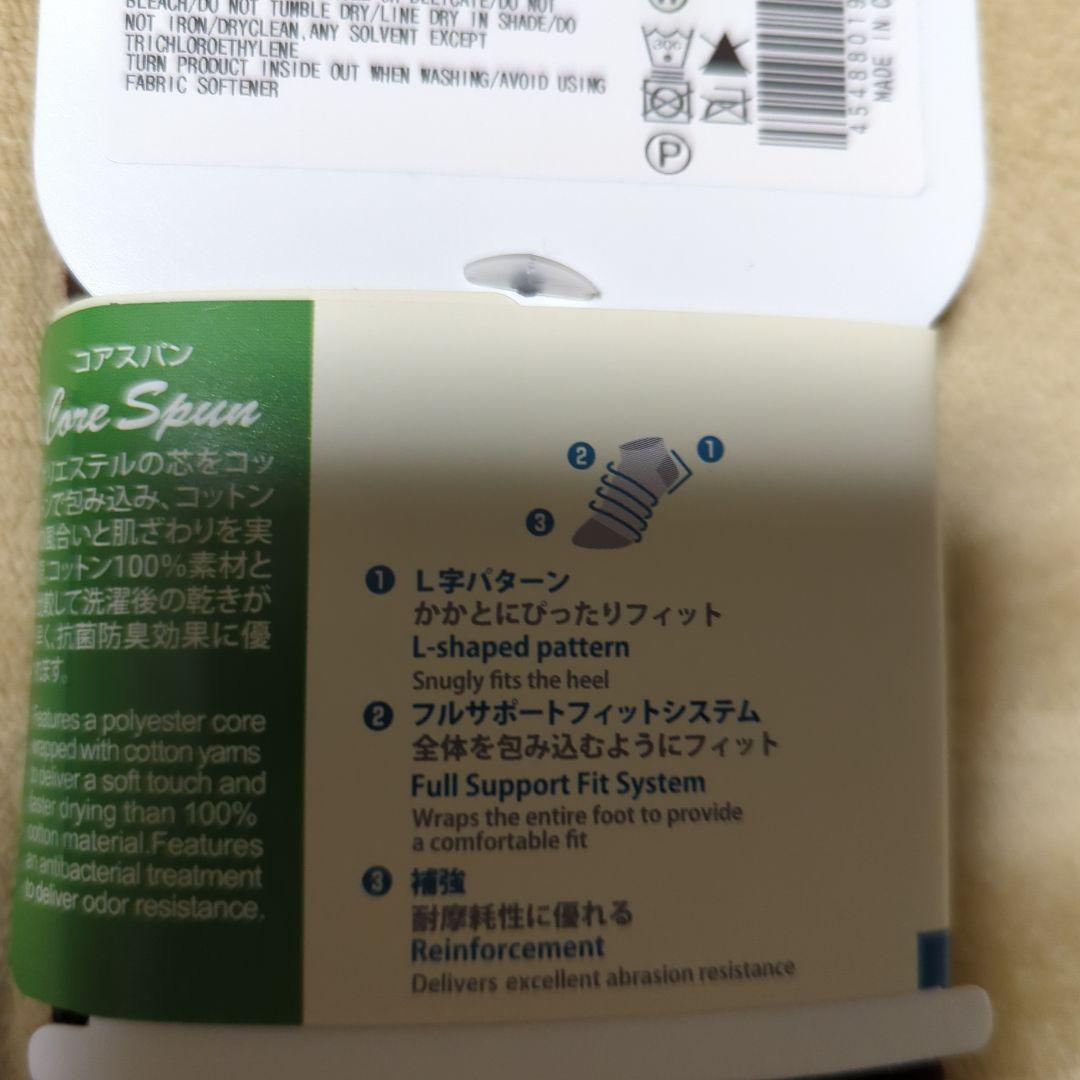 BLEACH/DO NOT TUMBLE DRY/LINE DRY IN SHADE/DO
NOT IRON/DRYCLEAN,ANY SOLVENT EXCEPT
TRICHLOROETHYLENE
TURN PRODUCT INSIDE OUT WHEN WASHING/AVOID USING
FABRIC SOFTENER
P
MADE IN
コアスパン
Core Spun
リエステルの芯をコッ
で包み込み、コットン
風合いと肌ざわりを実
コットン100%素材と
較して洗濯後の乾きが
く、抗菌防臭効果に優
ます。
Features a polyester core
wrapped with cotton yarns
to deliver a soft touch and
faster drying than 100%
cotton material.Features
an antibacterial treatment
to deliver odor resistance.
2
1
3
1 L字パターン
かかとにぴったりフィット
L-shaped pattern
Snugly fits the heel
2 フルサポートフィットシステム
全体を包み込むようにフィット
Full Support Fit System
Wraps the entire foot to provide
a comfortable fit
3 補強
耐摩耗性に優れる
Reinforcement
Delivers excellent abrasion resistance